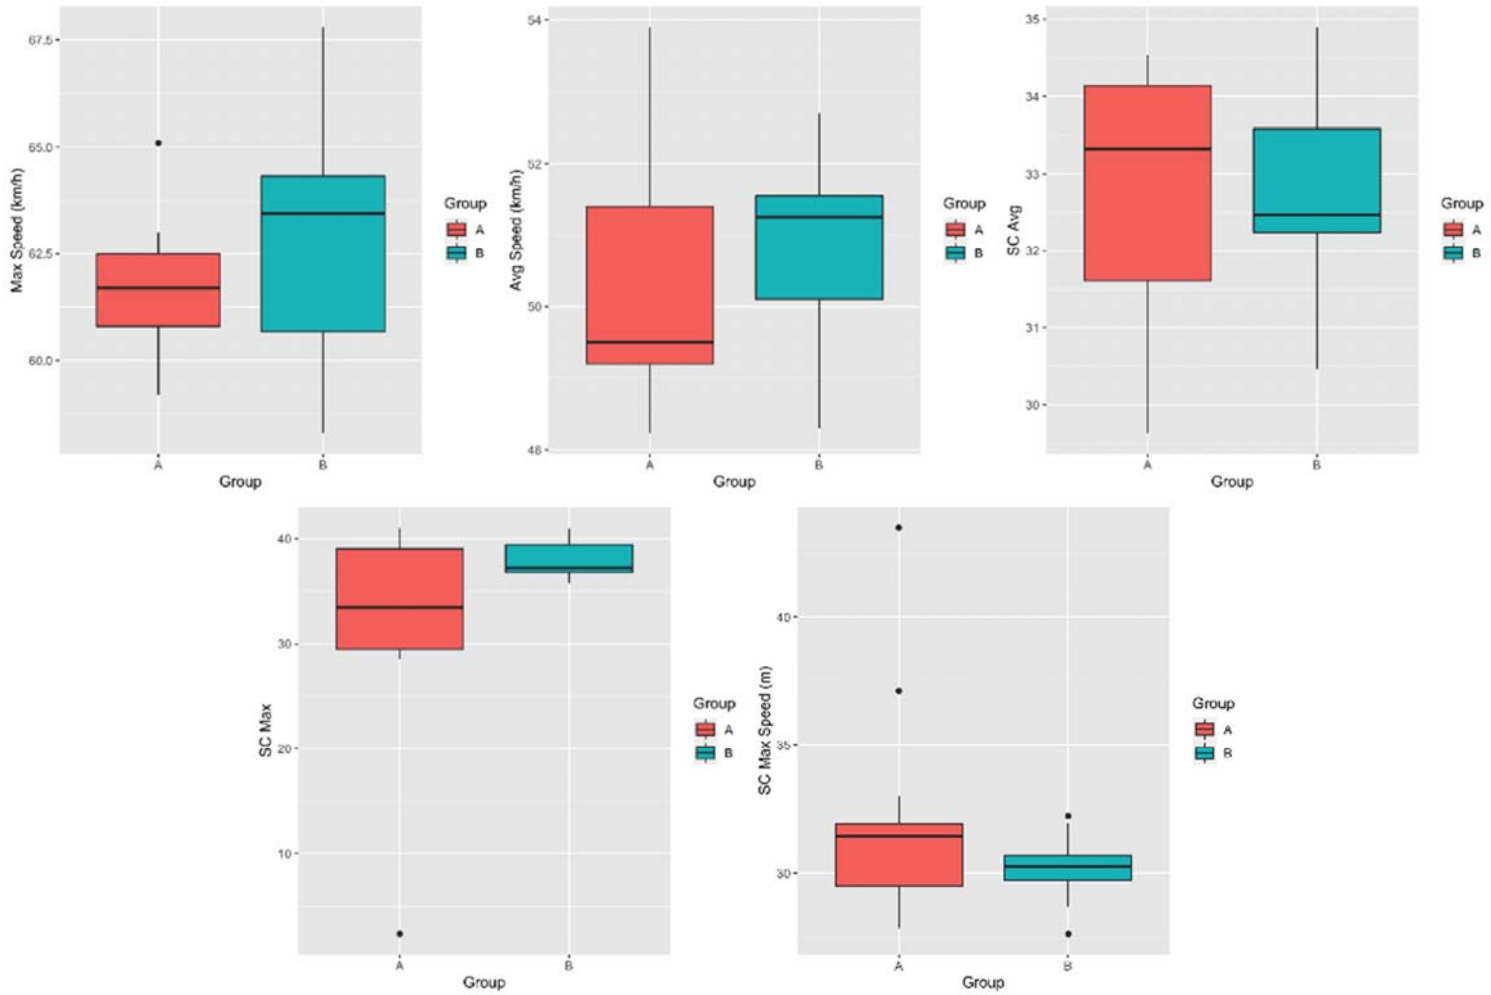 Max Speed (km/h)
67.5
65.0
62.5
60.0
A
B
Group
Group
A
B
Avg Speed (km/h)
54
52
50
48
A
B
Group
Group
A
B
SC Avg
35
34
33
32
31
30
A
B
Group
Group
A
B
SC Max
40
30
20
10
A
B
Group
Group
A
B
SC Max Speed (m)
40
35
30
A
B
Group
Group
A
B